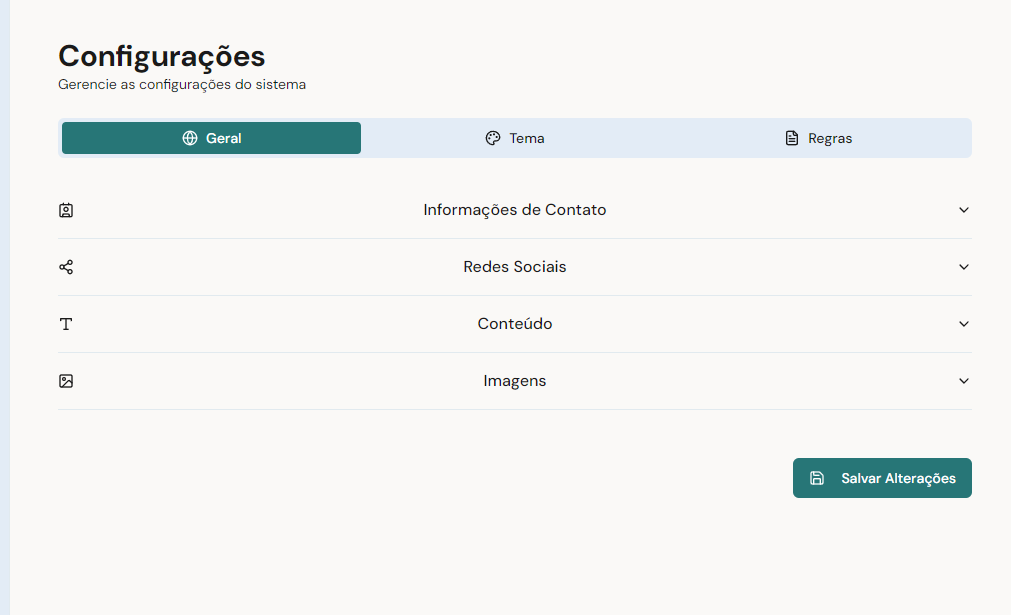 Configurações
Gerencie as configurações do sistema
Geral
Tema
Regras
Informações de Contato
Redes Sociais
Conteúdo
Imagens
Salvar Alterações